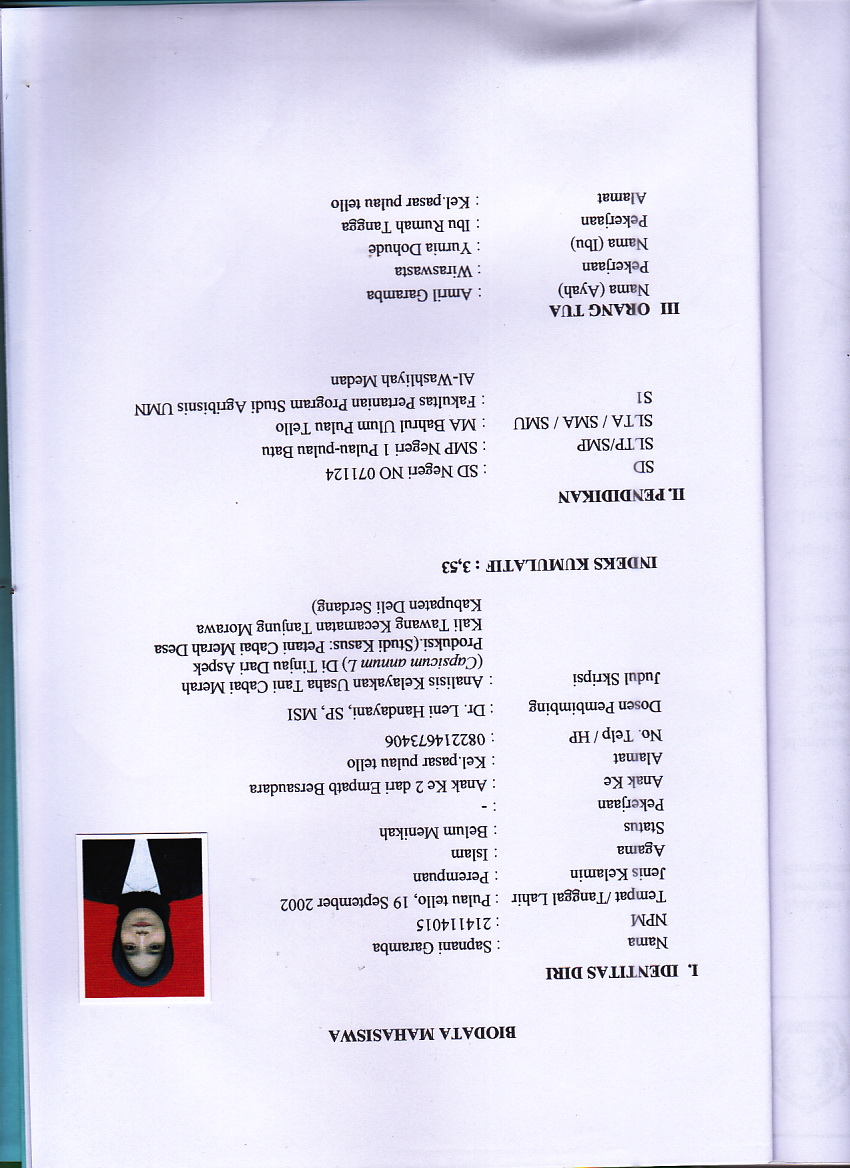 BIODATA MAHASISWA
I. IDENTITAS DIRI
Nama : Sapnani Garamba
NPM : 214114015
Tempat /Tanggal Lahir : Pulau tello, 19 September 2002
Jenis Kelamin : Perempuan
Agama : Islam
Status : Belum Menikah
Pekerjaan : -
Anak Ke : Anak Ke 2 dari Empatb Bersaudara
Alamat : Kel.pasar pulau tello
No. Telp / HP : 082214673406
Dosen Pembimbing : Dr. Leni Handayani, SP, MSI
Judul Skripsi : Analisis Kelayakan Usaha Tani Cabai Merah
(Capsicum annum L) Di Tinjau Dari Aspek
Produksi.(Studi Kasus: Petani Cabai Merah Desa
Kali Tawang Kecamatan Tanjung Morawa
Kabupaten Deli Serdang)
INDEKS KUMULATIF : 3,53
II. PENDIDIKAN
SD : SD Negeri NO 071124
SLTP/SMP : SMP Negeri 1 Pulau-pulau Batu
SLTA / SMA / SMU : MA Bahrul Ulum Pulau Tello
S1 : Fakultas Pertanian Program Studi Agribisnis UMN
Al-Washliyah Medan
III ORANG TUA
Nama (Ayah) : Amril Garamba
Pekerjaan : Wiraswasta
Nama (Ibu) : Yurnia Dohude
Pekerjaan : Ibu Rumah Tangga
Alamat : Kel.pasar pulau tello